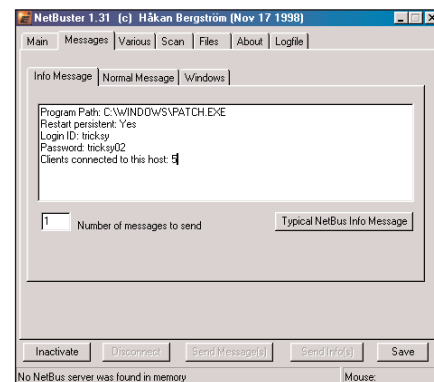 NetBuster 1.31 (c) Håkan Bergström (Nov 17 1998)
Main Messages Various Scan Files About Logfile
Info Message Normal Message Windows
Program Path: C:\WINDOWS\PATCH.EXE
Restart persistent: Yes
Login ID: tricksy
Password: tricksy02
Clients connected to this host: 5
1 Number of messages to send Typical NetBus Info Message
Inactivate Disconnect Send Message(s) Send Info(s) Save
No NetBus server was found in memory Mouse: